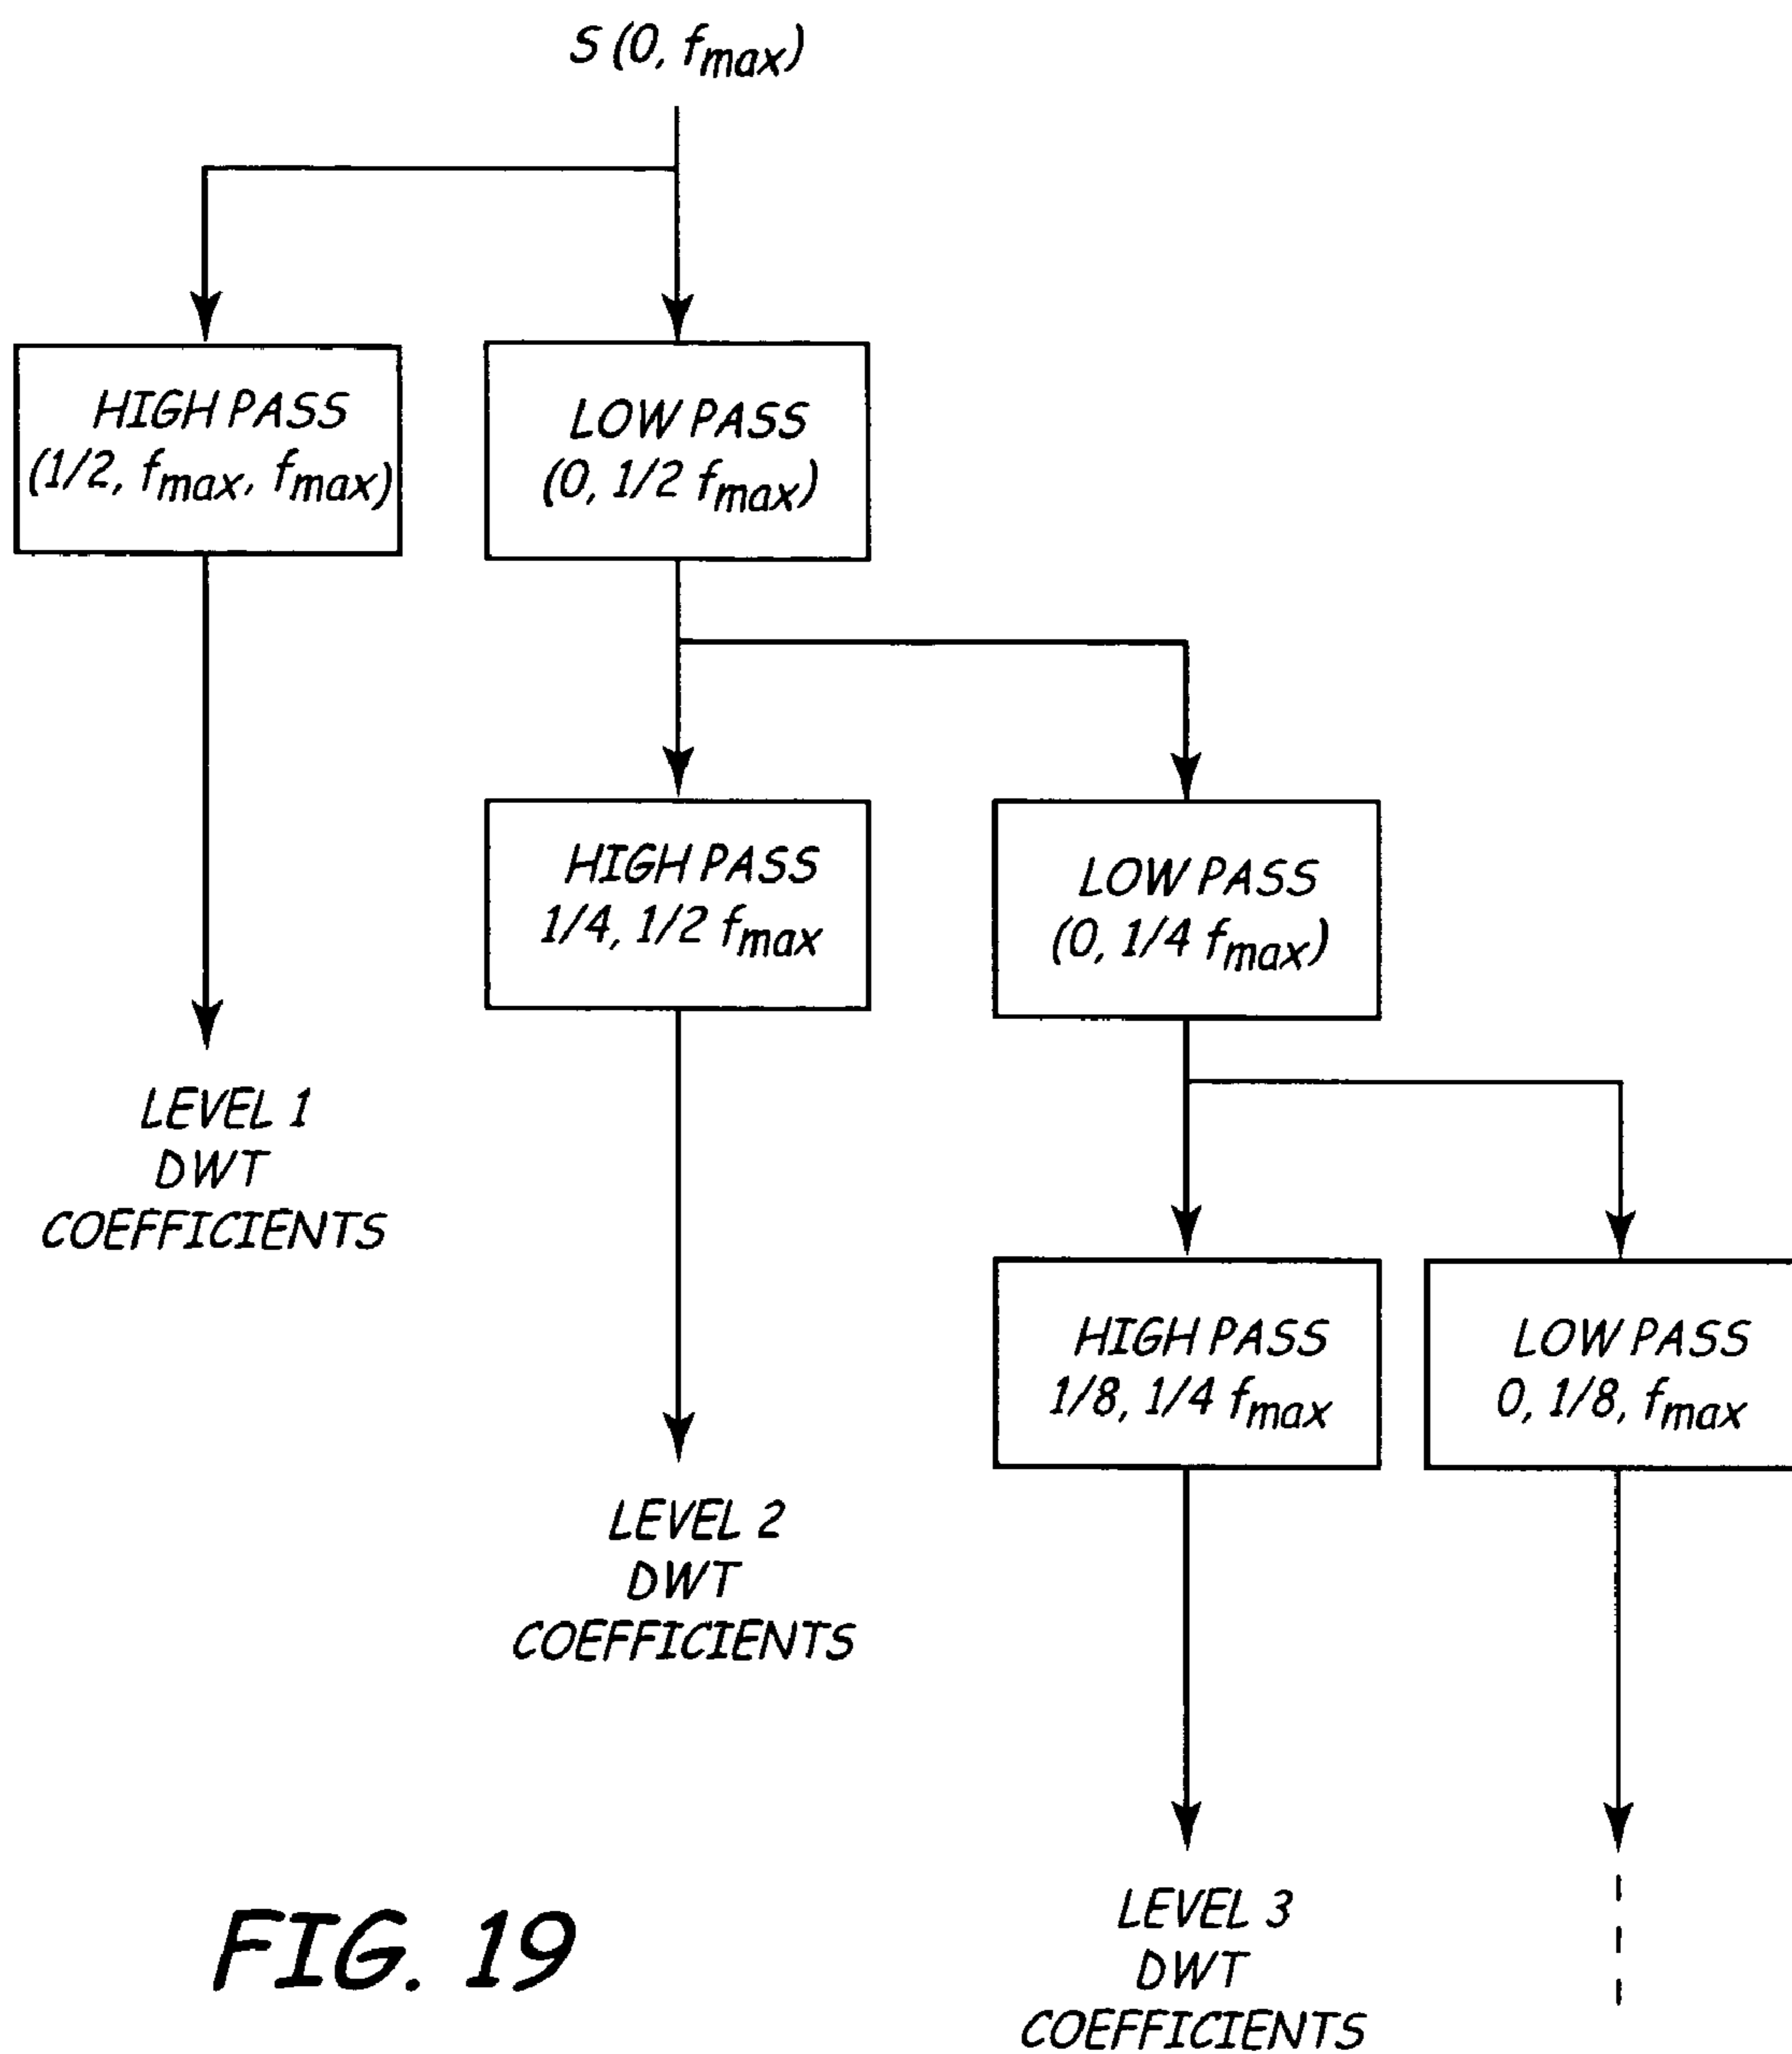 S (0, fmax)
HIGH PASS
(1/2, fmax, fmax)
LOW PASS
(0, 1/2 fmax)
HIGH PASS
1/4, 1/2 fmax
LOW PASS
(0, 1/4 fmax)
LEVEL 1
DWT
COEFFICIENTS
HIGH PASS
1/8, 1/4 fmax
LOW PASS
0, 1/8, fmax
LEVEL 2
DWT
COEFFICIENTS
LEVEL 3
DWT
COEFFICIENTS
FIG. 19